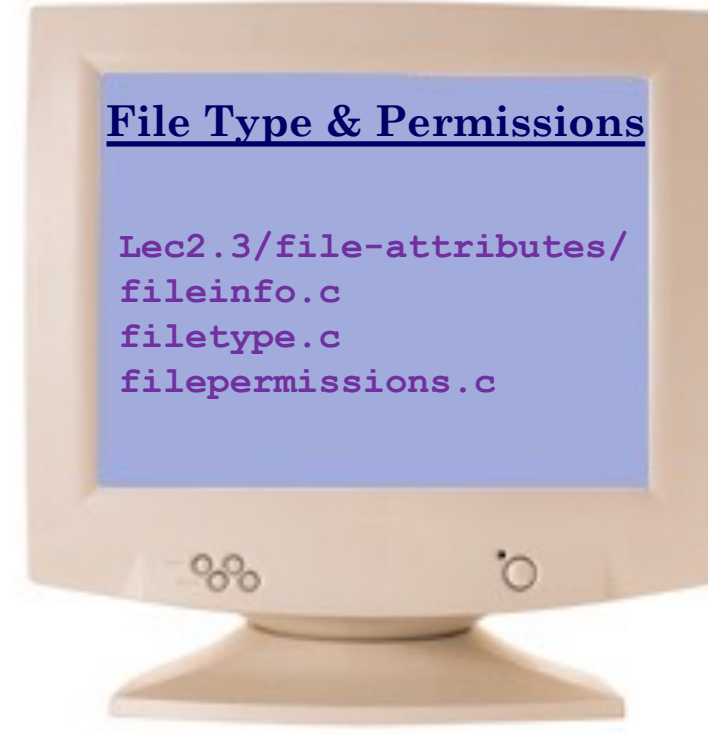 File Type & Permissions
Lec2.3/file-attributes/
fileinfo.c
filetype.c
filepermissions.c